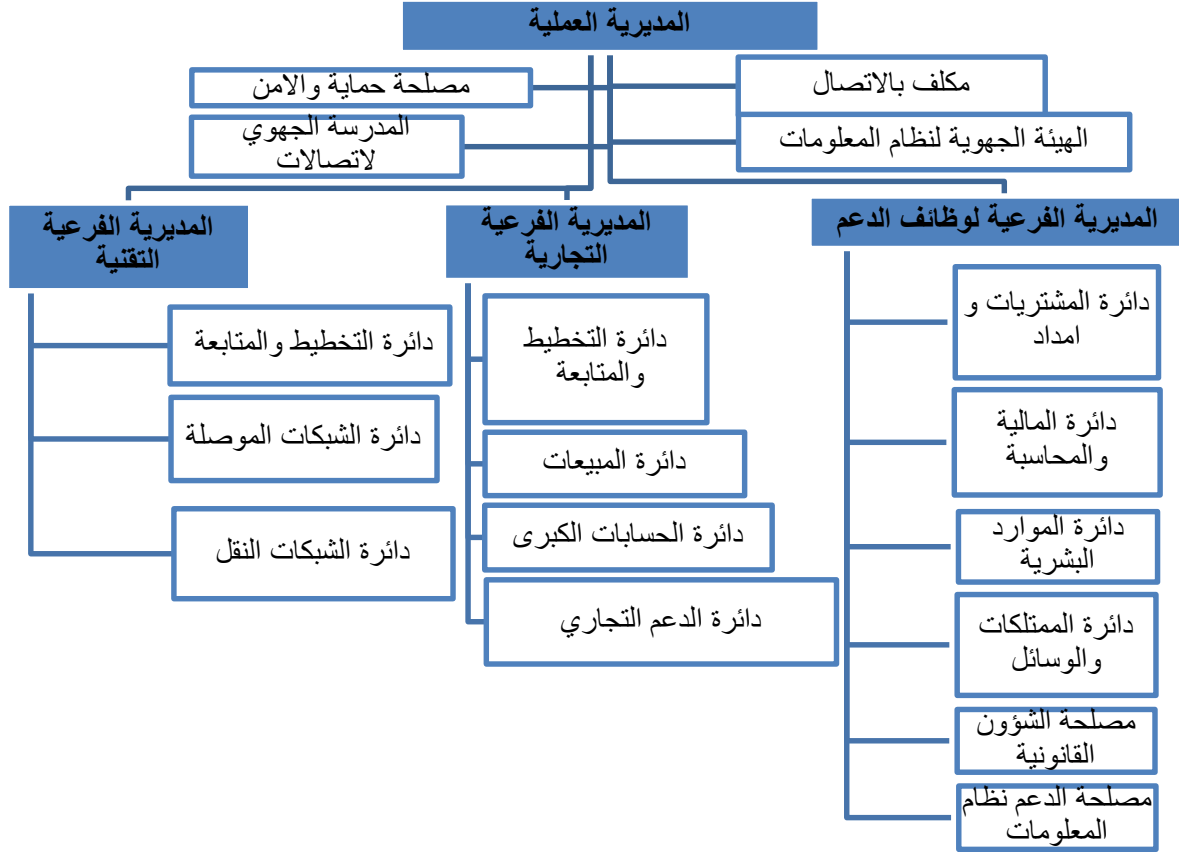 المديرية العملية
مكلف بالاتصال
مصلحة حماية والامن
الهيئة الجهوية لنظام المعلومات
المدرسة الجهوي
لاتصالات
المديرية الفرعية لوظائف الدعم
المديرية الفرعية
التجارية
المديرية الفرعية
التقنية
دائرة المشتريات و
امداد
دائرة المالية
والمحاسبة
دائرة الموارد
البشرية
دائرة الممتلكات
والوسائل
مصلحة الشؤون
القانونية
مصلحة الدعم نظام
المعلومات
دائرة التخطيط
والمتابعة
دائرة المبيعات
دائرة الحسابات الكبرى
دائرة الدعم التجاري
دائرة التخطيط والمتابعة
دائرة الشبكات الموصلة
دائرة الشبكات النقل